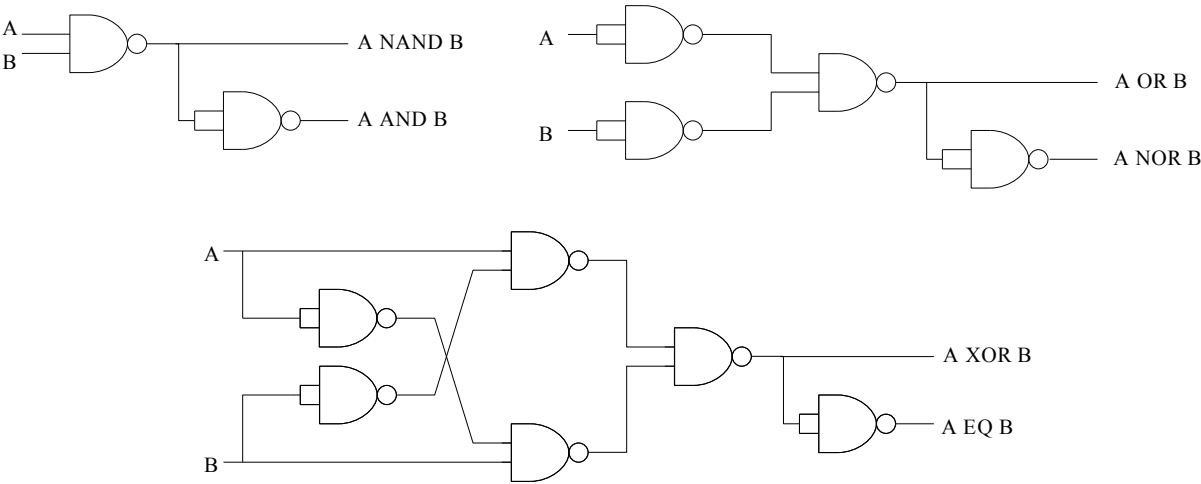 A
B
A NAND B
A AND B
A
B
A OR B
A NOR B
A
B
A XOR B
A EQ B